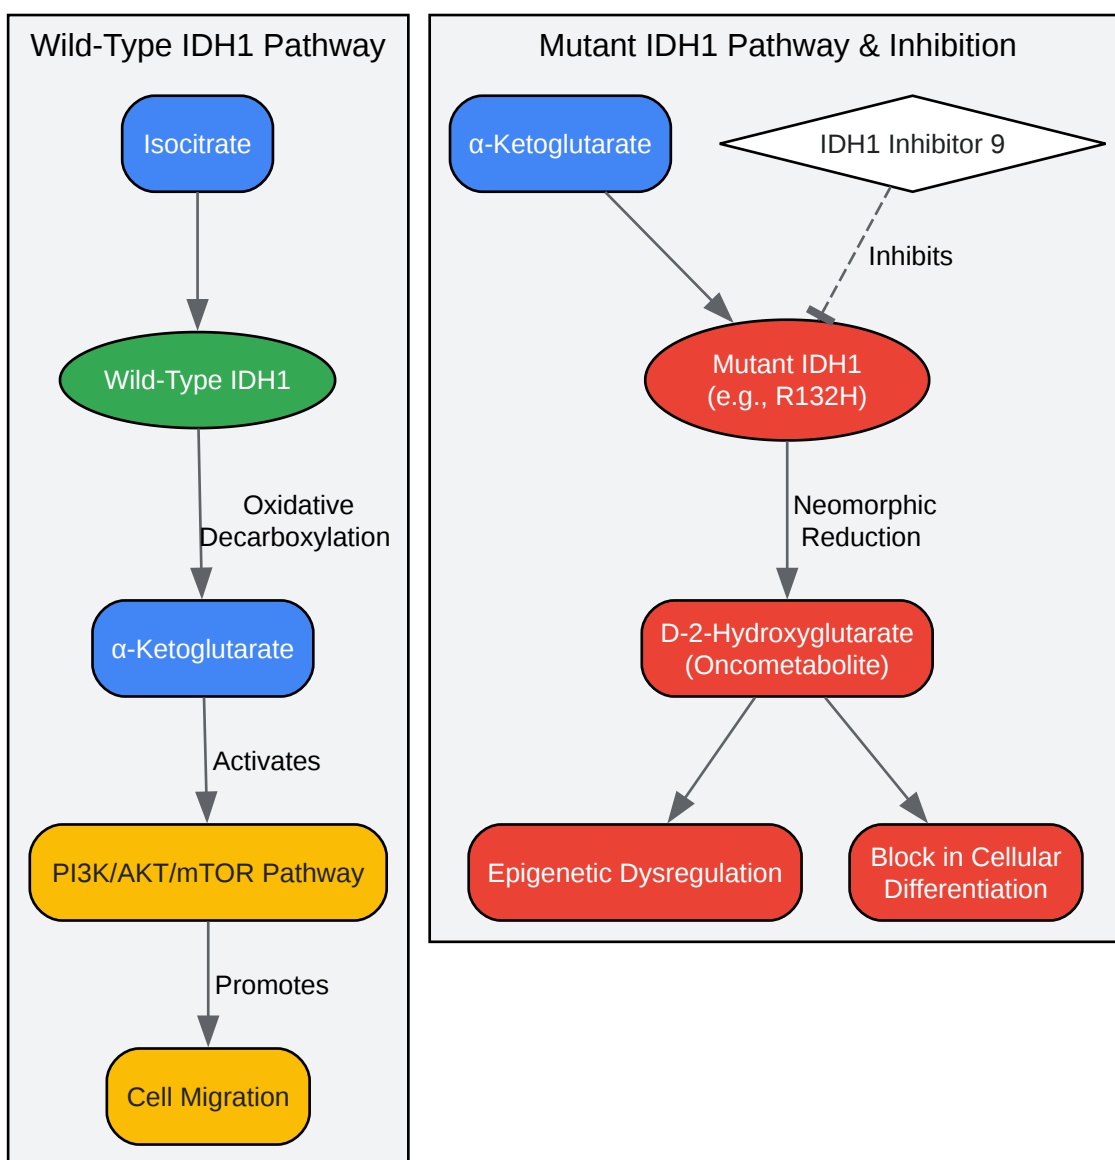 Wild-Type IDH1 Pathway
Isocitrate
Wild-Type IDH1
Oxidative
Decarboxylation
α-Ketoglutarate
Activates
PI3K/AKT/mTOR Pathway
Promotes
Cell Migration
Mutant IDH1 Pathway & Inhibition
α-Ketoglutarate
IDH1 Inhibitor 9
Inhibits
Mutant IDH1
(e.g., R132H)
Neomorphic
Reduction
D-2-Hydroxyglutarate
(Oncometabolite)
Epigenetic Dysregulation
Block in Cellular
Differentiation